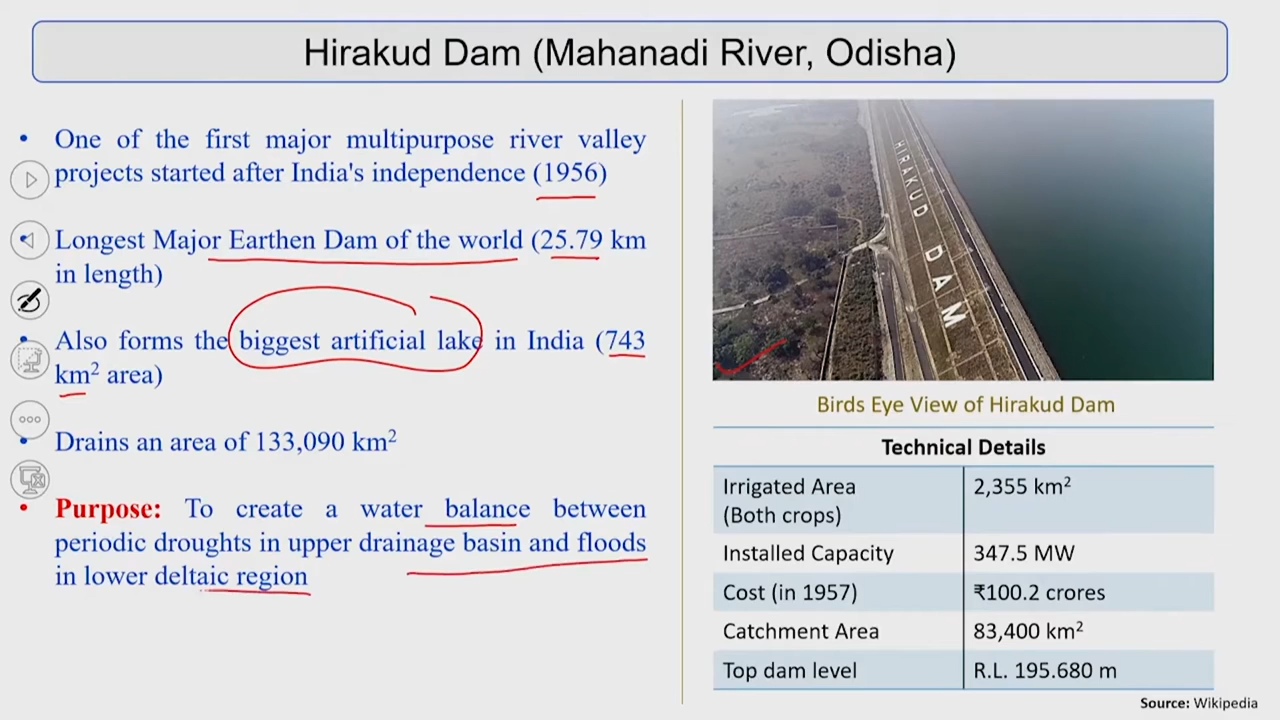 Hirakud Dam (Mahanadi River, Odisha)
• One of the first major multipurpose river valley
projects started after India's independence (1956)
Longest Major Earthen Dam of the world (25.79 km
in length)
• Also forms the biggest artificial lake in India (743
km² area)
• Drains an area of 133,090 km²
• Purpose: To create a water balance between
periodic droughts in upper drainage basin and floods
in lower deltaic region
HIRAKUD DAM
Birds Eye View of Hirakud Dam
Technical Details
Irrigated Area 2,355 km²
(Both crops)
Installed Capacity 347.5 MW
Cost (in 1957) ₹100.2 crores
Catchment Area 83,400 km²
Top dam level R.L. 195.680 m
Source: Wikipedia